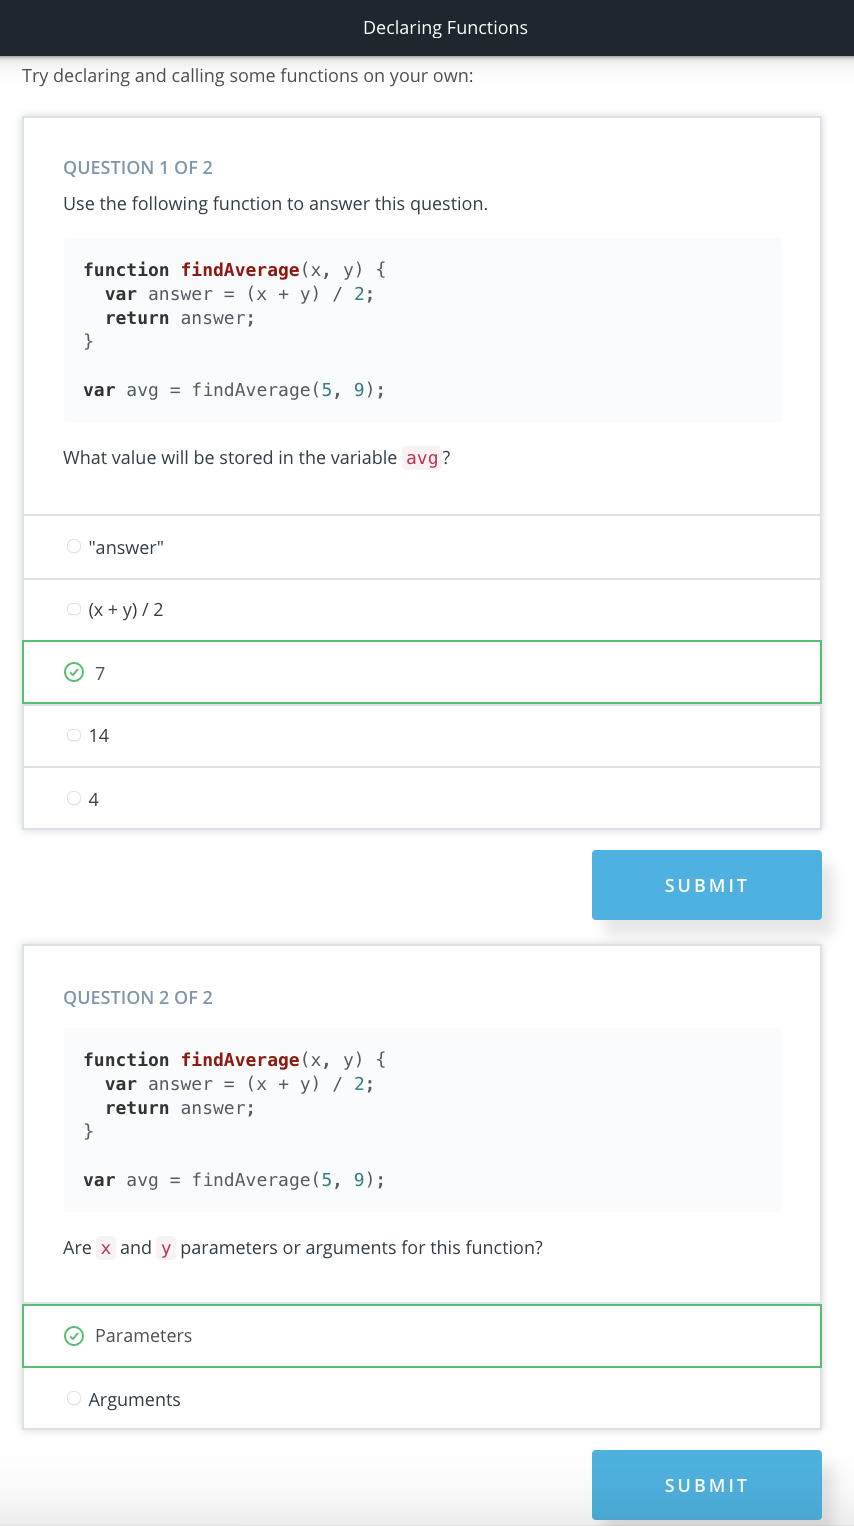 Declaring Functions
Try declaring and calling some functions on your own:
QUESTION 1 OF 2
Use the following function to answer this question.
function findAverage(x, y) {
  var answer = (x + y) / 2;
  return answer;
}
var avg = findAverage(5, 9);
What value will be stored in the variable avg?
"answer"
(x + y) / 2
7
14
4
SUBMIT
QUESTION 2 OF 2
function findAverage(x, y) {
  var answer = (x + y) / 2;
  return answer;
}
var avg = findAverage(5, 9);
Are x and y parameters or arguments for this function?
Parameters
Arguments
SUBMIT